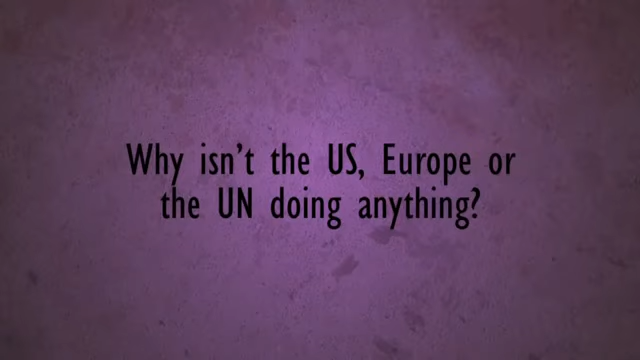 Why isn't the US, Europe or
the UN doing anything?